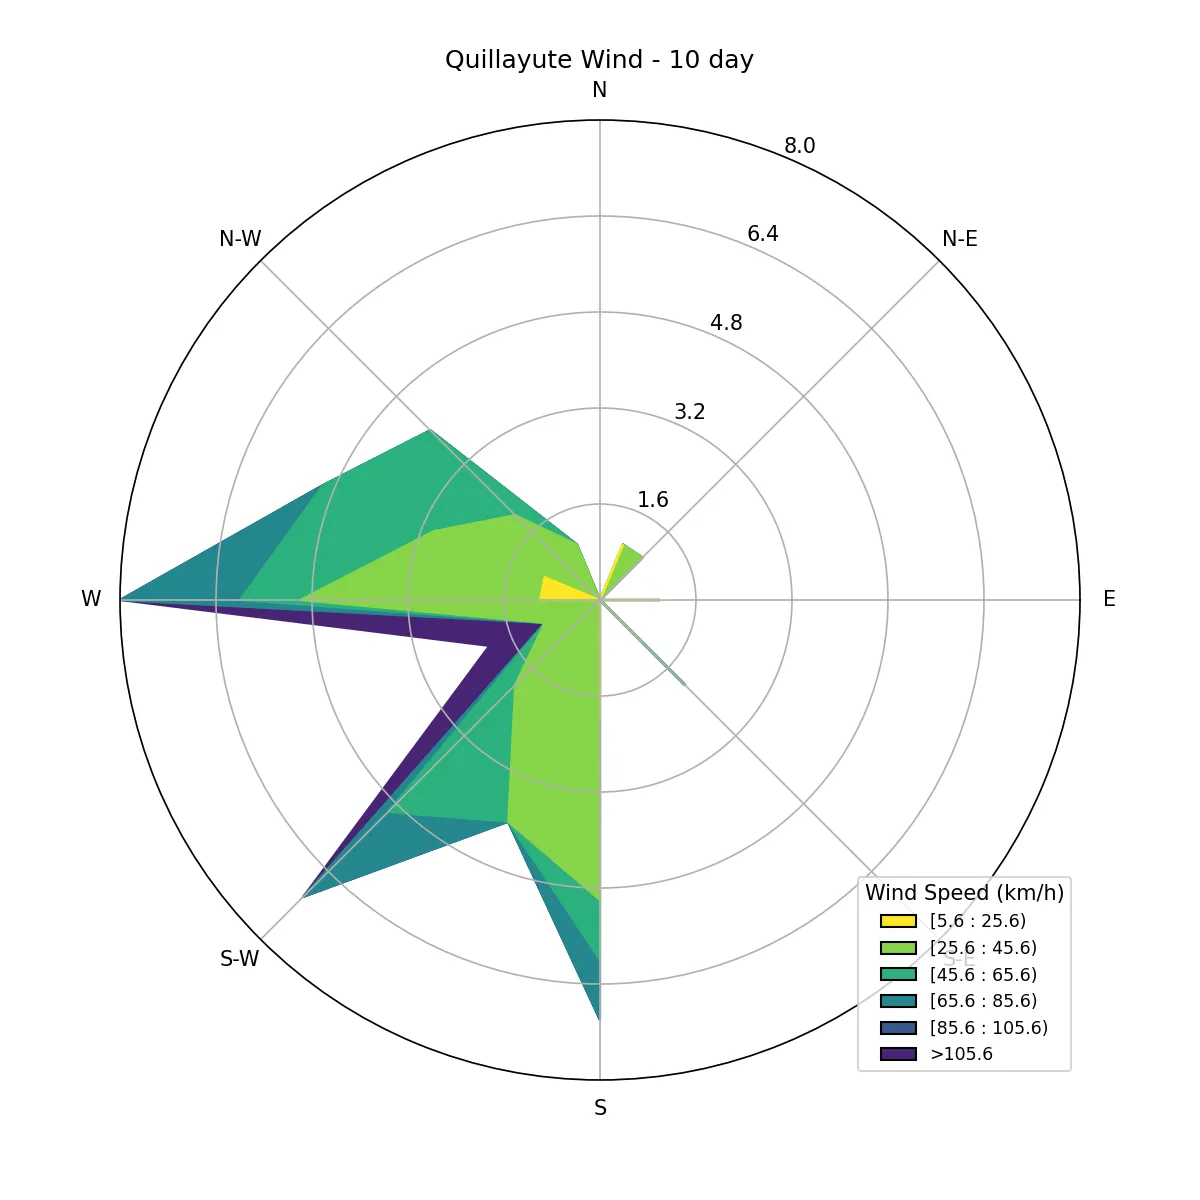 Quillayute Wind - 10 day
N
8.0
N-W
N-E
6.4
4.8
3.2
1.6
W
E
S-W
S-E
S
Wind Speed (km/h)
[5.6 : 25.6)
[25.6 : 45.6)
[45.6 : 65.6)
[65.6 : 85.6)
[85.6 : 105.6)
>105.6